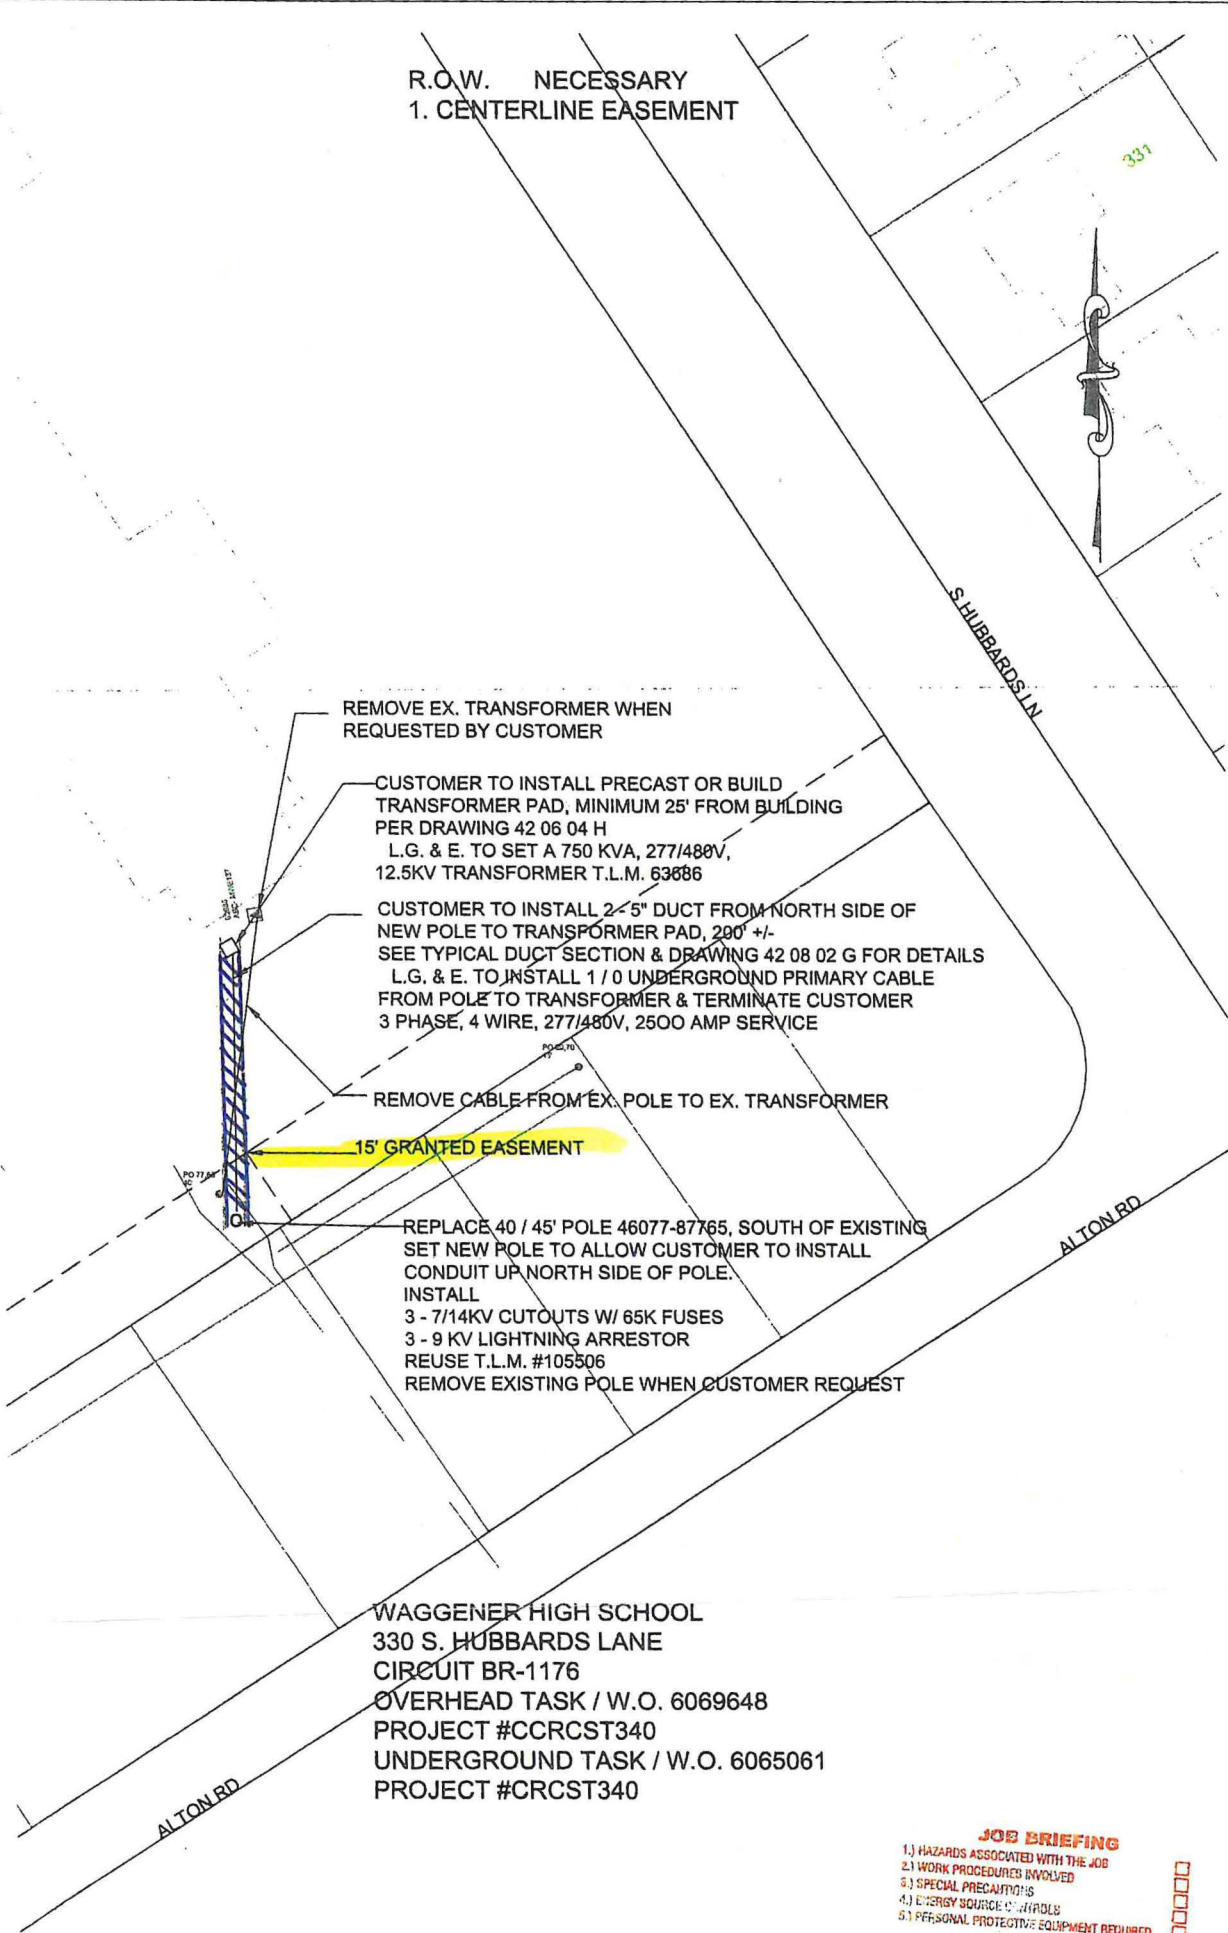 R.O.W. NECESSARY
1. CENTERLINE EASEMENT
331
S HUBBARDS LN
REMOVE EX. TRANSFORMER WHEN
REQUESTED BY CUSTOMER
CUSTOMER TO INSTALL PRECAST OR BUILD
TRANSFORMER PAD, MINIMUM 25' FROM BUILDING
PER DRAWING 42 06 04 H
L.G. & E. TO SET A 750 KVA, 277/480V,
12.5KV TRANSFORMER T.L.M. 63686
CUSTOMER TO INSTALL 2 - 5" DUCT FROM NORTH SIDE OF
NEW POLE TO TRANSFORMER PAD, 200' +/-
SEE TYPICAL DUCT SECTION & DRAWING 42 08 02 G FOR DETAILS
L.G. & E. TO INSTALL 1 / 0 UNDERGROUND PRIMARY CABLE
FROM POLE TO TRANSFORMER & TERMINATE CUSTOMER
3 PHASE, 4 WIRE, 277/480V, 2500 AMP SERVICE
REMOVE CABLE FROM EX. POLE TO EX. TRANSFORMER
15' GRANTED EASEMENT
REPLACE 40 / 45' POLE 46077-87765, SOUTH OF EXISTING
SET NEW POLE TO ALLOW CUSTOMER TO INSTALL
CONDUIT UP NORTH SIDE OF POLE.
INSTALL
3 - 7/14KV CUTOUTS W/ 65K FUSES
3 - 9 KV LIGHTNING ARRESTOR
REUSE T.L.M. #105506
REMOVE EXISTING POLE WHEN CUSTOMER REQUEST
ALTON RD
WAGGENER HIGH SCHOOL
330 S. HUBBARDS LANE
CIRCUIT BR-1176
OVERHEAD TASK / W.O. 6069648
PROJECT #CCRCST340
UNDERGROUND TASK / W.O. 6065061
PROJECT #CRCST340
ALTON RD
JOB BRIEFING
1.) HAZARDS ASSOCIATED WITH THE JOB
2.) WORK PROCEDURES INVOLVED
3.) SPECIAL PRECAUTIONS
4.) ENERGY SOURCE CONTROLS
5.) PERSONAL PROTECTIVE EQUIPMENT REQUIRED